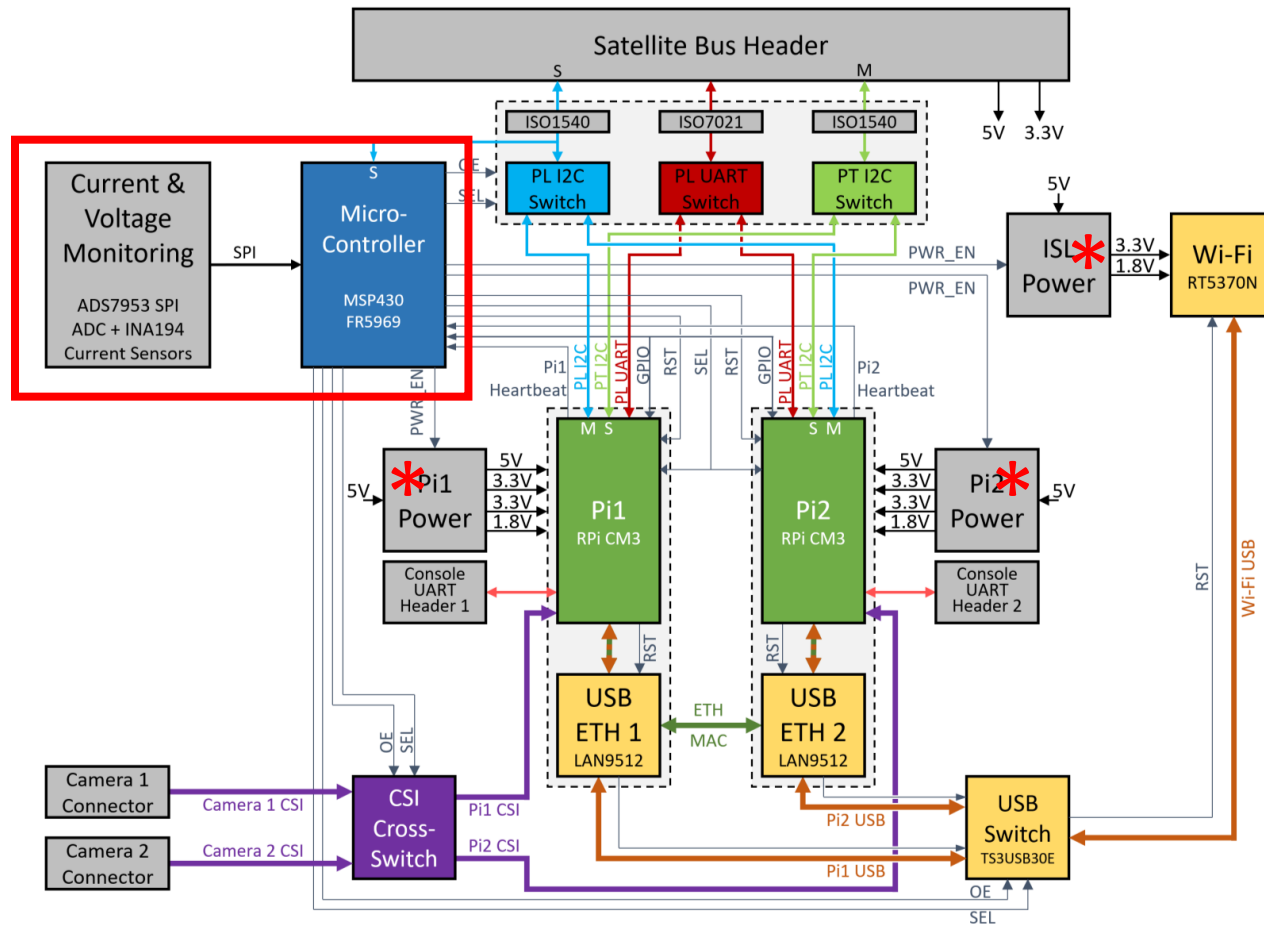 Satellite Bus Header
S
M
ISO1540
ISO7021
ISO1540
5V
3.3V
Current &
Voltage
Monitoring
ADS7953 SPI
ADC + INA194
Current Sensors
SPI
S
Micro-
Controller
MSP430
FR5969
OE
SEL
PL I2C
Switch
PL UART
Switch
PT I2C
Switch
5V
ISL
Power
3.3V
1.8V
Wi-Fi
RT5370N
PWR_EN
PWR_EN
PWR_EN
Pi1
Heartbeat
PL I2C
PT I2C
PL UART
GPIO
RST
SEL
RST
GPIO
PL UART
PT I2C
PL I2C
Pi2
Heartbeat
M S
Pi1
RPi CM3
S M
Pi2
RPi CM3
5V
Pi1
Power
5V
3.3V
3.3V
1.8V
5V
3.3V
3.3V
1.8V
Pi2
Power
5V
Console
UART
Header 1
Console
UART
Header 2
RST
RST
RST
Wi-Fi USB
USB
ETH 1
LAN9512
ETH
MAC
USB
ETH 2
LAN9512
OE
SEL
Camera 1
Connector
Camera 1 CSI
Camera 2
Connector
Camera 2 CSI
CSI
Cross-
Switch
Pi1 CSI
Pi2 CSI
Pi2 USB
Pi1 USB
USB
Switch
TS3USB30E
OE
SEL